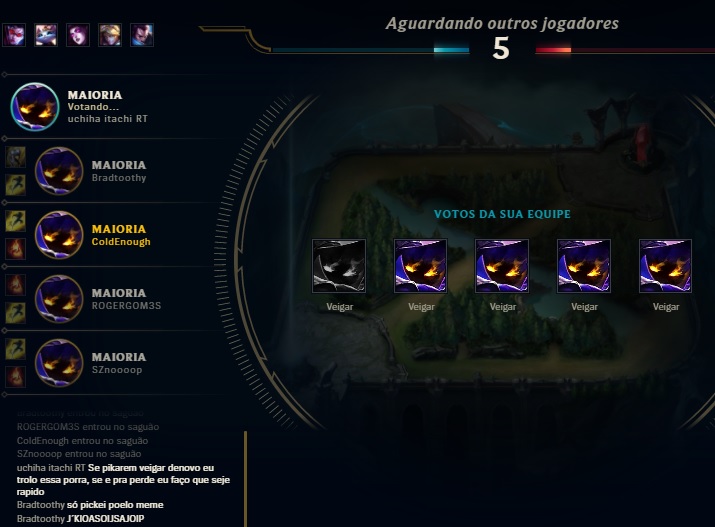 Aguardando outros jogadores
5
MAIORIA
Votando...
uchiha itachi RT
MAIORIA
Bradtoothy
MAIORIA
ColdEnough
MAIORIA
ROGERGOM3S
MAIORIA
SZnoooop
VOTOS DA SUA EQUIPE
Veigar Veigar Veigar Veigar Veigar
Bradtoothy entrou no saguão
ROGERGOM3S entrou no saguão
ColdEnough entrou no saguão
SZnoooop entrou no saguão
uchiha itachi RT Se pikarem veigar denovo eu
trolo essa porra, se e pra perde eu faço que seje
rapido
Bradtoothy só pickei poelo meme
Bradtoothy J´KIOASOIJSAJOIP